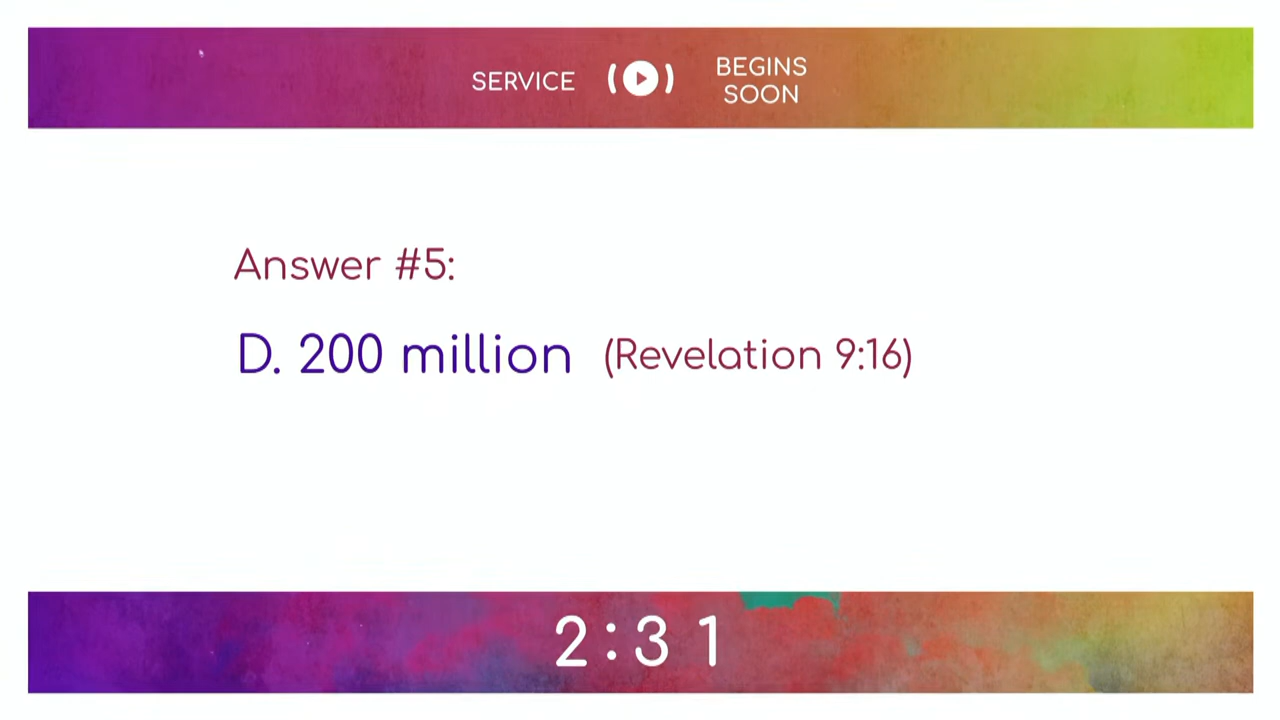 SERVICE
BEGINS
SOON
Answer #5:
D. 200 million (Revelation 9:16)
2:31